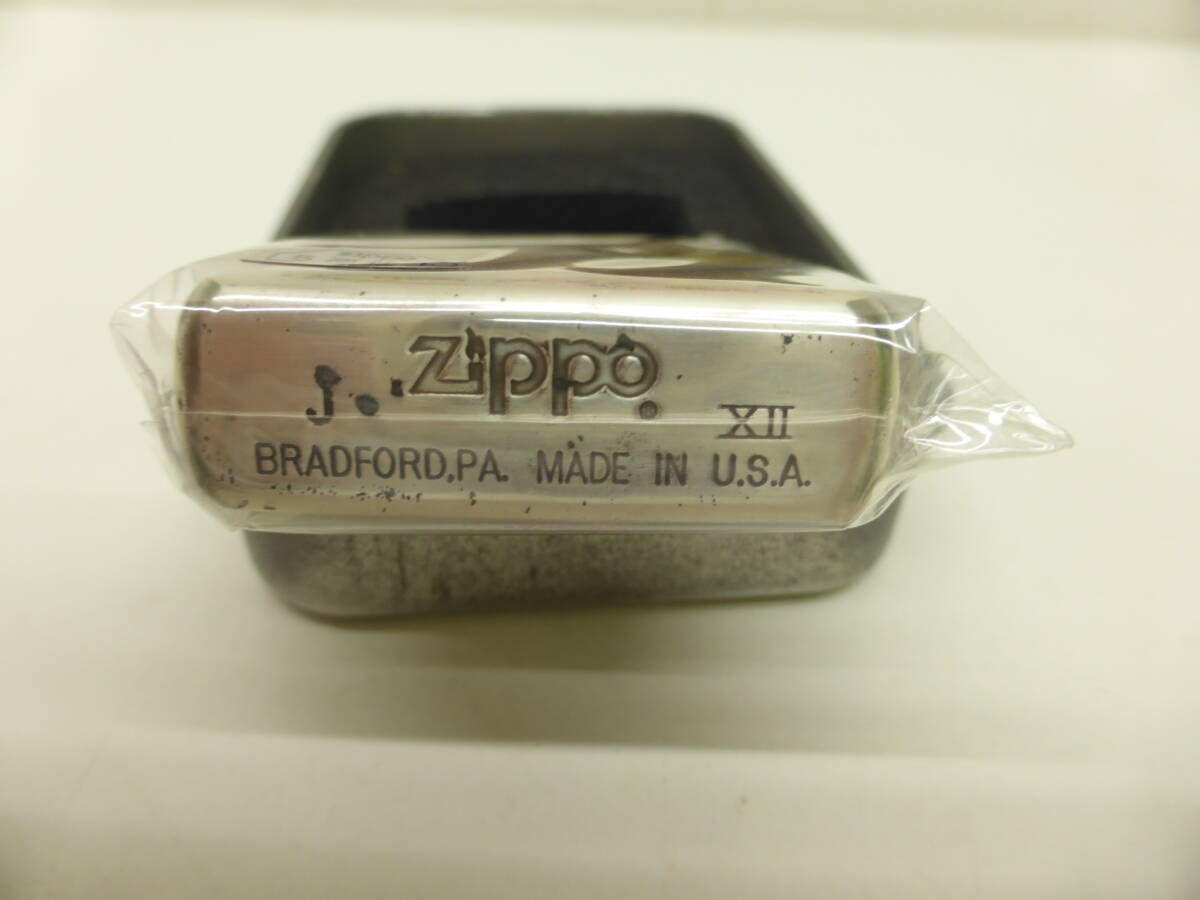 Zippo®
J XII
BRADFORD,PA. MADE IN U.S.A.